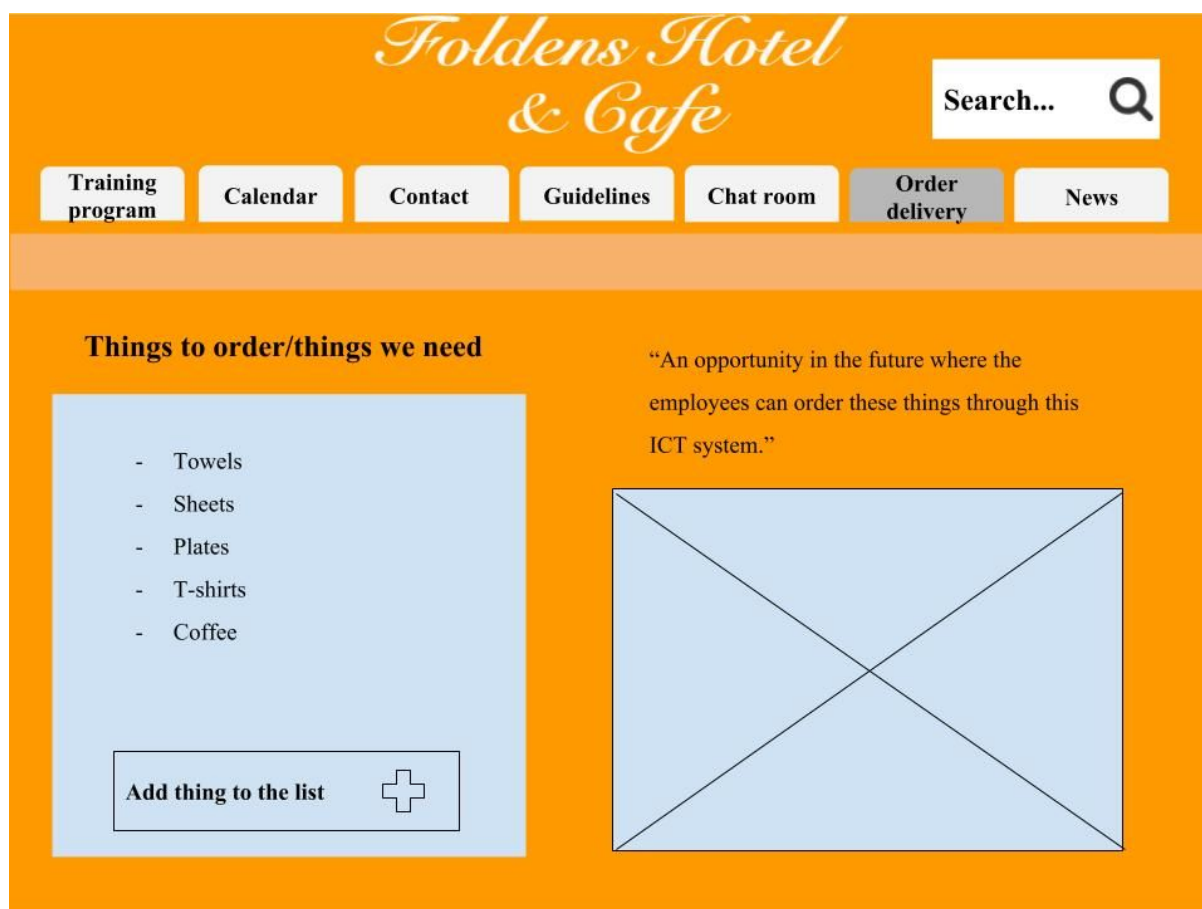 Foldens Hotel
& Cafe
Search...
Training
program
Calendar
Contact
Guidelines
Chat room
Order
delivery
News
Things to order/things we need
- Towels
- Sheets
- Plates
- T-shirts
- Coffee
Add thing to the list
“An opportunity in the future where the
employees can order these things through this
ICT system.”